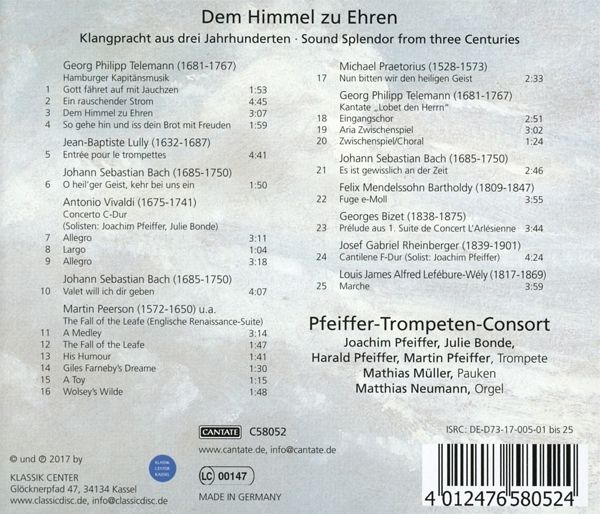 Dem Himmel zu Ehren
Klangpracht aus drei Jahrhunderten · Sound Splendor from three Centuries
Georg Philipp Telemann (1681-1767)
Hamburger Kapitänsmusik
1 Gott fähret auf mit Jauchzen 1:53
2 Ein rauschender Strom 4:45
3 Dem Himmel zu Ehren 3:07
4 So gehe hin und iss dein Brot mit Freuden 1:59
Jean-Baptiste Lully (1632-1687)
5 Entrée pour le trompettes 4:41
Johann Sebastian Bach (1685-1750)
6 O heil'ger Geist, kehr bei uns ein 1:50
Antonio Vivaldi (1675-1741)
Concerto C-Dur
(Solisten: Joachim Pfeiffer, Julie Bonde)
7 Allegro 3:11
8 Largo 1:04
9 Allegro 3:18
Johann Sebastian Bach (1685-1750)
10 Valet will ich dir geben 4:07
Martin Peerson (1572-1650) u.a.
The Fall of the Leafe (Englische Renaissance-Suite)
11 A Medley 3:14
12 The Fall of the Leafe 1:47
13 His Humour 1:41
14 Giles Farneby's Dreame 1:30
15 A Toy 1:15
16 Wolsey's Wilde 1:48
Michael Praetorius (1528-1573)
17 Nun bitten wir den heiligen Geist 2:33
Georg Philipp Telemann (1681-1767)
Kantate „Lobet den Herrn"
18 Eingangschor 2:51
19 Aria Zwischenspiel 3:02
20 Zwischenspiel/Choral 1:24
Johann Sebastian Bach (1685-1750)
21 Es ist gewisslich an der Zeit 2:46
Felix Mendelssohn Bartholdy (1809-1847)
22 Fuge e-Moll 3:55
Georges Bizet (1838-1875)
23 Prélude aus 1. Suite de Concert L'Arlésienne 3:44
Josef Gabriel Rheinberger (1839-1901)
24 Cantilene F-Dur (Solist: Joachim Pfeiffer) 4:24
Louis James Alfred Lefébure-Wély (1817-1869)
25 Marche 3:59
Pfeiffer-Trompeten-Consort
Joachim Pfeiffer, Julie Bonde,
Harald Pfeiffer, Martin Pfeiffer, Trompete
Mathias Müller, Pauken
Matthias Neumann, Orgel
© und ℗ 2017 by
KLASSIK CENTER
Glöcknerpfad 47, 34134 Kassel
www.classicdisc.de, info@classicdisc.de
KLASSIK
CENTER
KASSEL
CANTATE C58052
www.cantate.de, info@cantate.de
LC 00147
MADE IN GERMANY
ISRC: DE-D73-17-005-01 bis 25
4 012476 580524